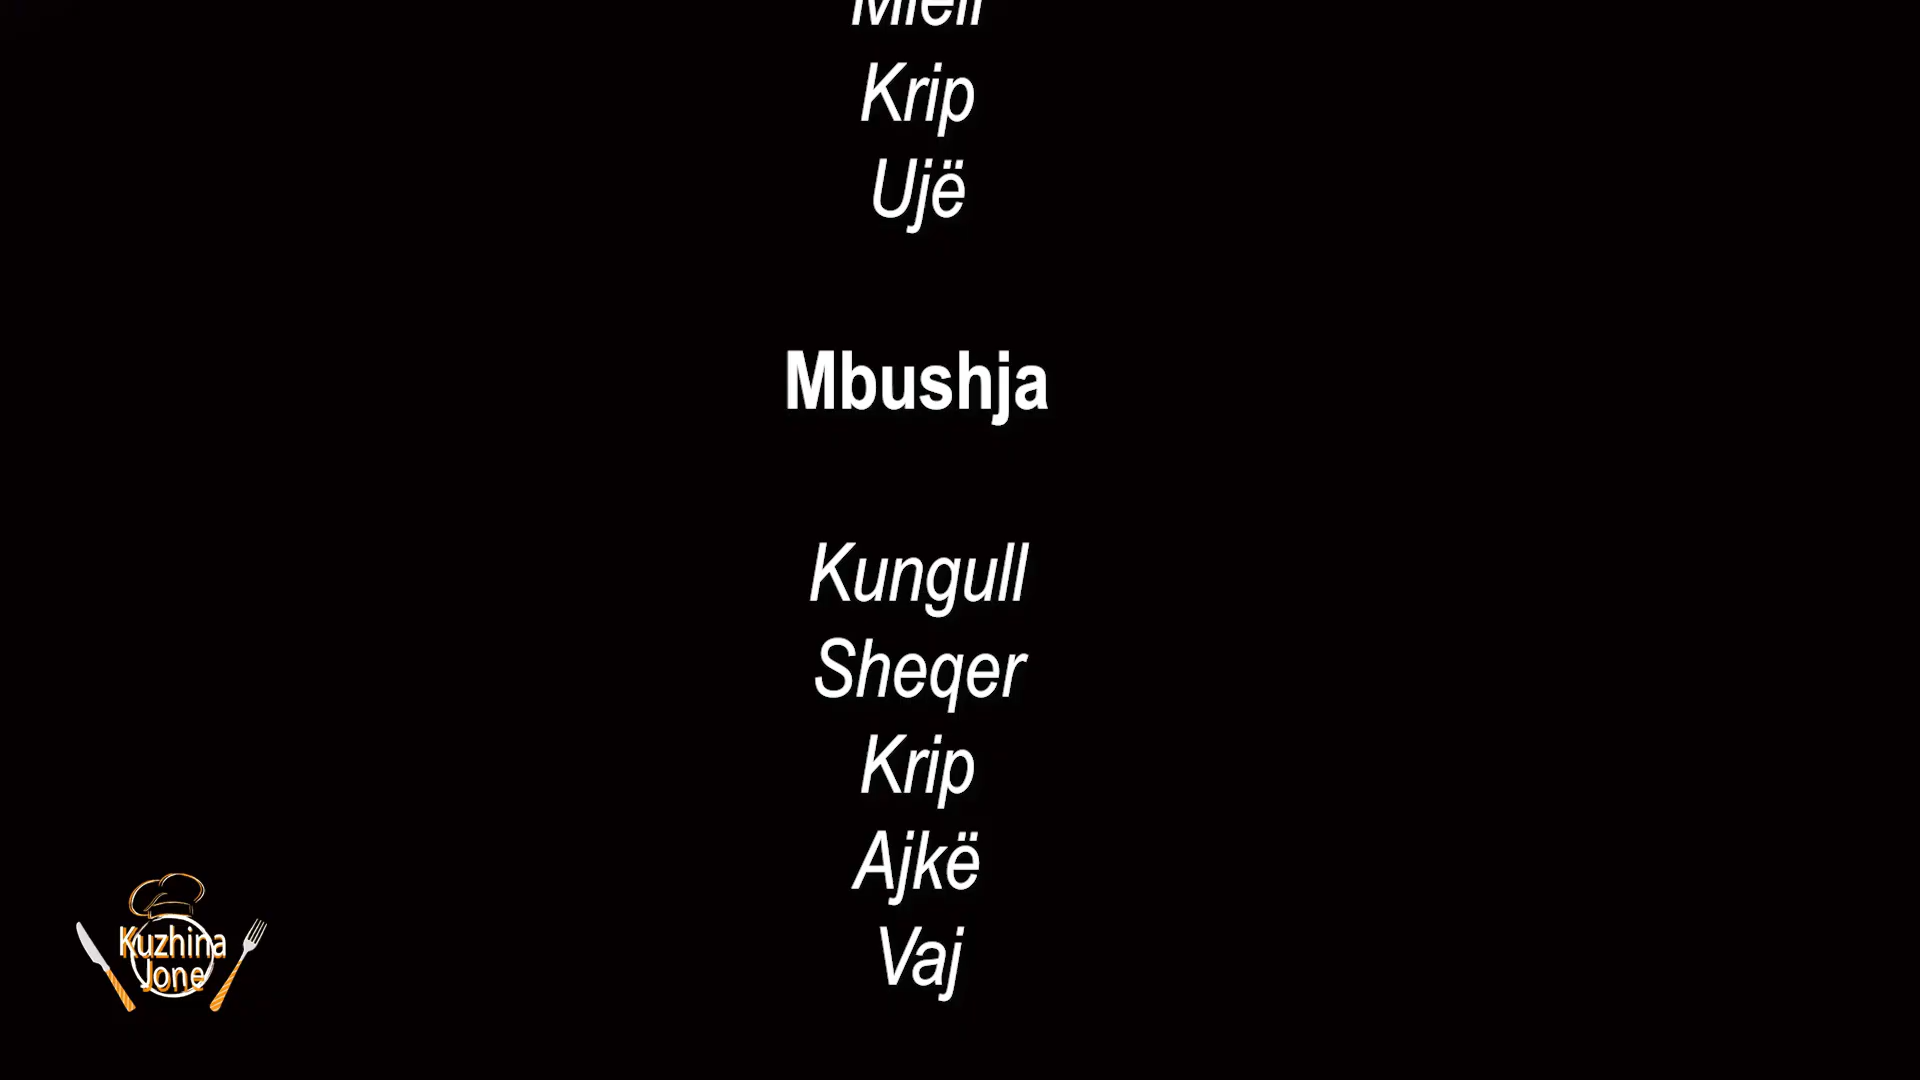 Krip
Ujë
Mbushja
Kungull
Sheqer
Krip
Ajkë
Vaj
Kuzhina
Jone